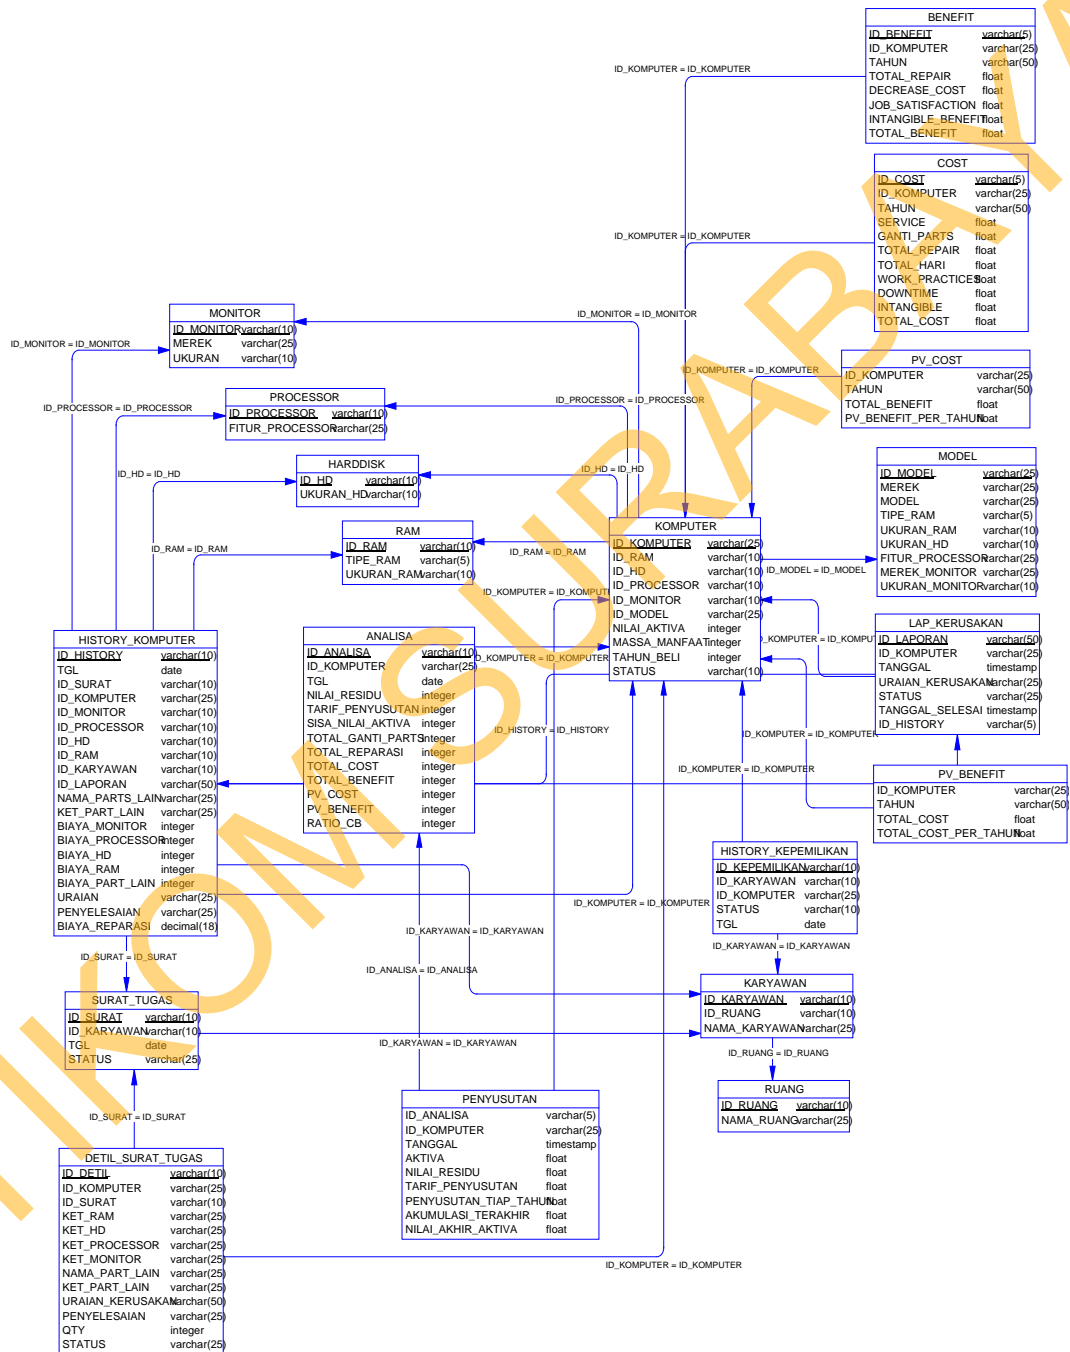 BENEFIT
ID_BENEFIT varchar(5)
ID_KOMPUTER varchar(25)
TAHUN varchar(50)
TOTAL_REPAIR float
DECREASE_COST float
JOB_SATISFACTION float
INTANGIBLE_BENEFIT float
TOTAL_BENEFIT float
ID_KOMPUTER = ID_KOMPUTER
COST
ID_COST varchar(5)
ID_KOMPUTER varchar(25)
TAHUN varchar(50)
SERVICE float
GANTI_PARTS float
TOTAL_REPAIR float
TOTAL_HARI float
WORK_PRACTICES float
DOWNTIME float
INTANGIBLE float
TOTAL_COST float
ID_KOMPUTER = ID_KOMPUTER
MONITOR
ID_MONITOR varchar(10)
MEREK varchar(25)
UKURAN varchar(10)
ID_MONITOR = ID_MONITOR
ID_MONITOR = ID_MONITOR
PV_COST
ID_KOMPUTER varchar(25)
TAHUN varchar(50)
TOTAL_BENEFIT float
PV_BENEFIT_PER_TAHUN float
ID_KOMPUTER = ID_KOMPUTER
PROCESSOR
ID_PROCESSOR varchar(10)
FITUR_PROCESSOR varchar(25)
ID_PROCESSOR = ID_PROCESSOR
ID_PROCESSOR = ID_PROCESSOR
HARDDISK
ID_HD varchar(10)
UKURAN_HD varchar(10)
ID_HD = ID_HD
ID_HD = ID_HD
MODEL
ID_MODEL varchar(25)
MEREK varchar(25)
MODEL varchar(25)
TIPE_RAM varchar(5)
UKURAN_RAM varchar(10)
UKURAN_HD varchar(10)
FITUR_PROCESSOR varchar(25)
MEREK_MONITOR varchar(25)
UKURAN_MONITOR varchar(10)
RAM
ID_RAM varchar(10)
TIPE_RAM varchar(5)
UKURAN_RAM varchar(10)
ID_RAM = ID_RAM
ID_RAM = ID_RAM
KOMPUTER
ID_KOMPUTER varchar(25)
ID_RAM varchar(10)
ID_HD varchar(10)
ID_PROCESSOR varchar(10)
ID_MONITOR varchar(10)
ID_MODEL varchar(25)
NILAI_AKTIVA integer
MASSA_MANFAAT integer
TAHUN_BELI integer
STATUS varchar(10)
ID_MODEL = ID_MODEL
ID_KOMPUTER = ID_KOMPUT
HISTORY_KOMPUTER
ID_HISTORY varchar(10)
TGL date
ID_SURAT varchar(10)
ID_KOMPUTER varchar(25)
ID_MONITOR varchar(10)
ID_PROCESSOR varchar(10)
ID_HD varchar(10)
ID_RAM varchar(10)
ID_KARYAWAN varchar(10)
ID_LAPORAN varchar(50)
NAMA_PARTS_LAIN varchar(25)
KET_PART_LAIN varchar(25)
BIAYA_MONITOR integer
BIAYA_PROCESSOR integer
BIAYA_HD integer
BIAYA_RAM integer
BIAYA_PART_LAIN integer
URAIAN varchar(25)
PENYELESAIAN varchar(25)
BIAYA_REPARASI decimal(18)
ANALISA
ID_ANALISA varchar(10)
ID_KOMPUTER varchar(25)
TGL date
NILAI_RESIDU integer
TARIF_PENYUSUTAN integer
SISA_NILAI_AKTIVA integer
TOTAL_GANTI_PARTS integer
TOTAL_REPARASI integer
TOTAL_COST integer
TOTAL_BENEFIT integer
PV_COST integer
PV_BENEFIT integer
RATIO_CB integer
ID_KOMPUTER = ID_KOMPUTER
ID_HISTORY = ID_HISTORY
LAP_KERUSAKAN
ID_LAPORAN varchar(50)
ID_KOMPUTER varchar(25)
TANGGAL timestamp
URAIAN_KERUSAKAN varchar(25)
STATUS varchar(25)
TANGGAL_SELESAI timestamp
ID_HISTORY varchar(5)
ID_KOMPUTER = ID_KOMPUT
ID_KOMPUTER = ID_KOMPUTER
ID_KOMPUTER = ID_KOMPUTER
PV_BENEFIT
ID_KOMPUTER varchar(25)
TAHUN varchar(50)
TOTAL_COST float
TOTAL_COST_PER_TAHUN float
HISTORY_KEPEMILIKAN
ID_KEPEMILIKAN varchar(10)
ID_KARYAWAN varchar(10)
ID_KOMPUTER varchar(25)
STATUS varchar(10)
TGL date
ID_KOMPUTER = ID_KOMPUTER
ID_KARYAWAN = ID_KARYAWAN
ID_KARYAWAN = ID_KARYAWAN
ID_SURAT = ID_SURAT
ID_ANALISA = ID_ANALISA
SURAT_TUGAS
ID_SURAT varchar(10)
ID_KARYAWAN varchar(10)
TGL date
STATUS varchar(25)
KARYAWAN
ID_KARYAWAN varchar(10)
ID_RUANG varchar(10)
NAMA_KARYAWAN varchar(25)
ID_KARYAWAN = ID_KARYAWAN
ID_RUANG = ID_RUANG
RUANG
ID_RUANG varchar(10)
NAMA_RUANG varchar(25)
PENYUSUTAN
ID_ANALISA varchar(5)
ID_KOMPUTER varchar(25)
TANGGAL timestamp
AKTIVA float
NILAI_RESIDU float
TARIF_PENYUSUTAN float
PENYUSUTAN_TIAP_TAHUN float
AKUMULASI_TERAKHIR float
NILAI_AKHIR_AKTIVA float
ID_SURAT = ID_SURAT
DETIL_SURAT_TUGAS
ID_DETIL varchar(10)
ID_KOMPUTER varchar(25)
ID_SURAT varchar(10)
KET_RAM varchar(25)
KET_HD varchar(25)
KET_PROCESSOR varchar(25)
KET_MONITOR varchar(25)
NAMA_PART_LAIN varchar(25)
KET_PART_LAIN varchar(25)
URAIAN_KERUSAKAN varchar(50)
PENYELESAIAN varchar(25)
QTY integer
STATUS varchar(25)
ID_KOMPUTER = ID_KOMPUTER
IKOM SURABAYA